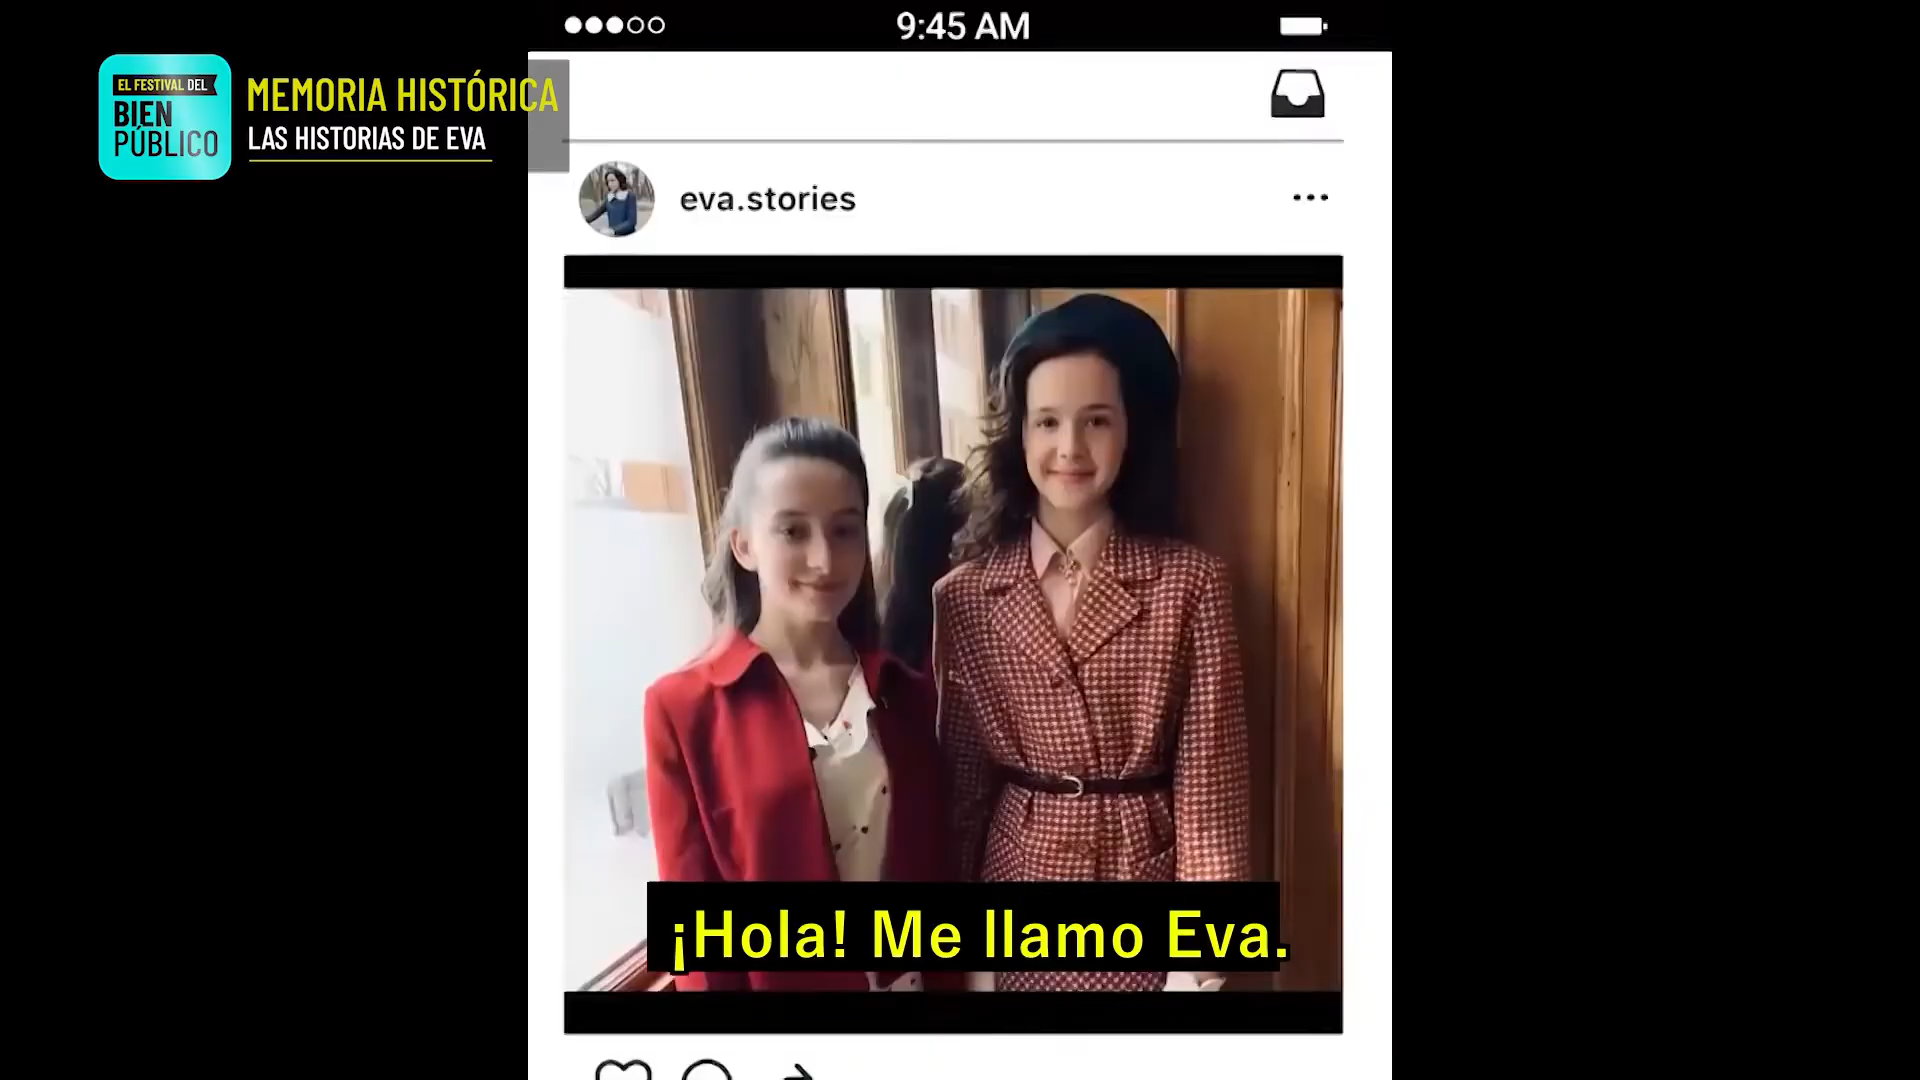 9:45 AM
EL FESTIVAL DEL
BIEN
PÚBLICO
MEMORIA HISTÓRICA
LAS HISTORIAS DE EVA
eva.stories
¡Hola! Me llamo Eva.